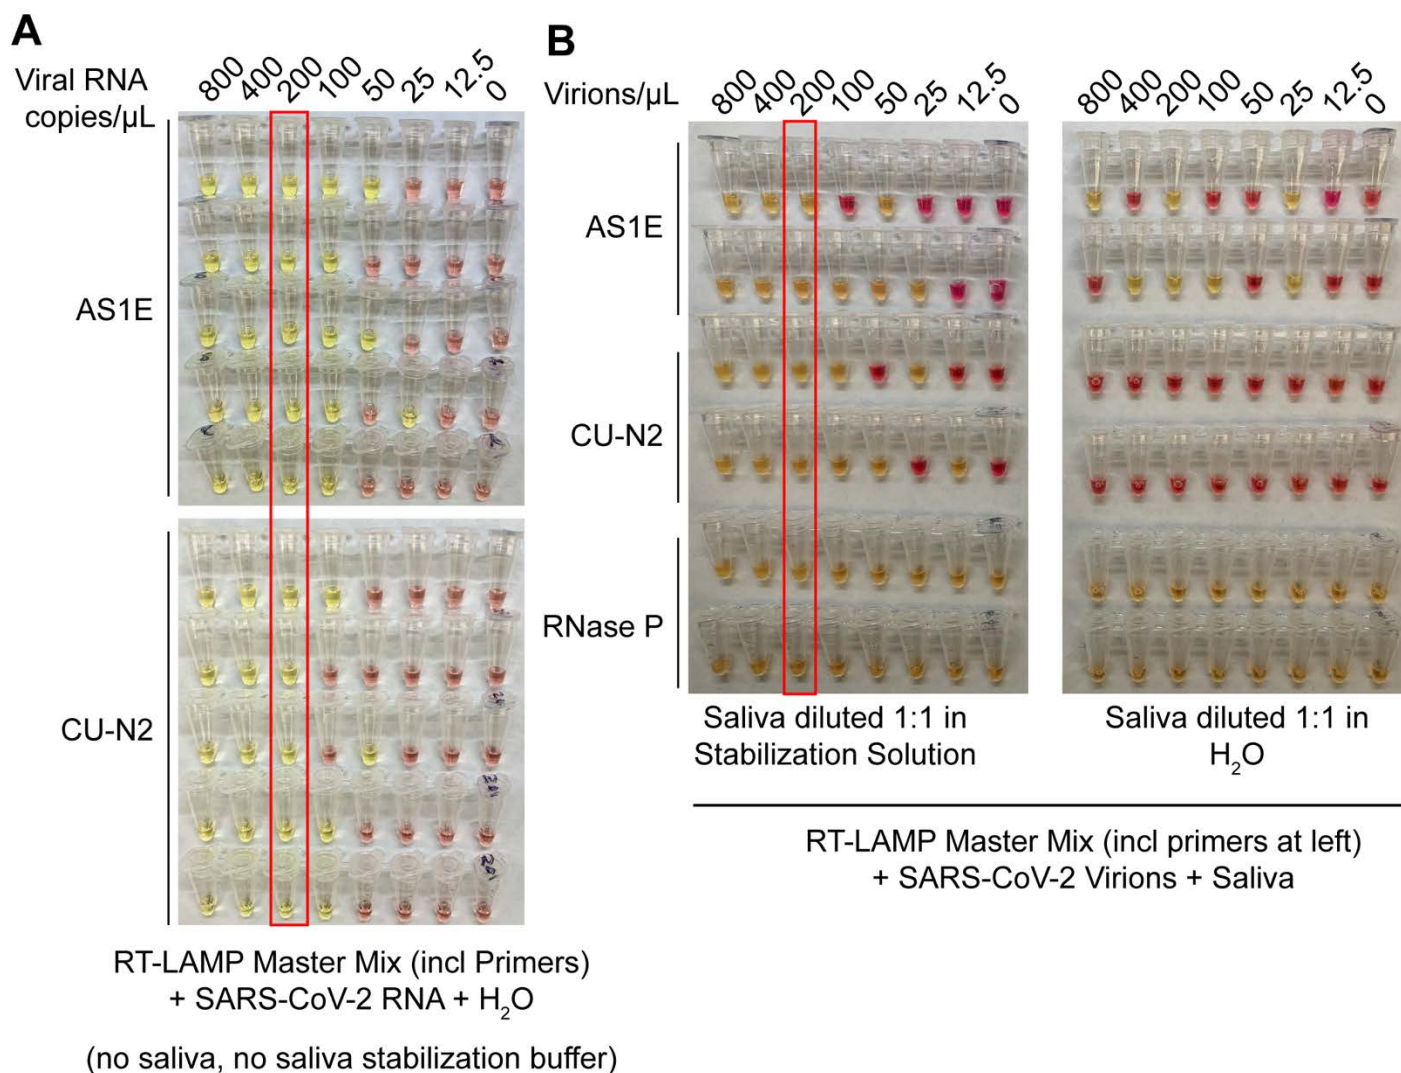 A
Viral RNA
copies/µL
800 400 200 100 50 25 12.5 0
AS1E
CU-N2
RT-LAMP Master Mix (incl Primers)
+ SARS-CoV-2 RNA + H₂O
(no saliva, no saliva stabilization buffer)
B
Virions/µL
800 400 200 100 50 25 12.5 0
800 400 200 100 50 25 12.5 0
AS1E
CU-N2
RNase P
Saliva diluted 1:1 in
Stabilization Solution
Saliva diluted 1:1 in
H₂O
RT-LAMP Master Mix (incl primers at left)
+ SARS-CoV-2 Virions + Saliva